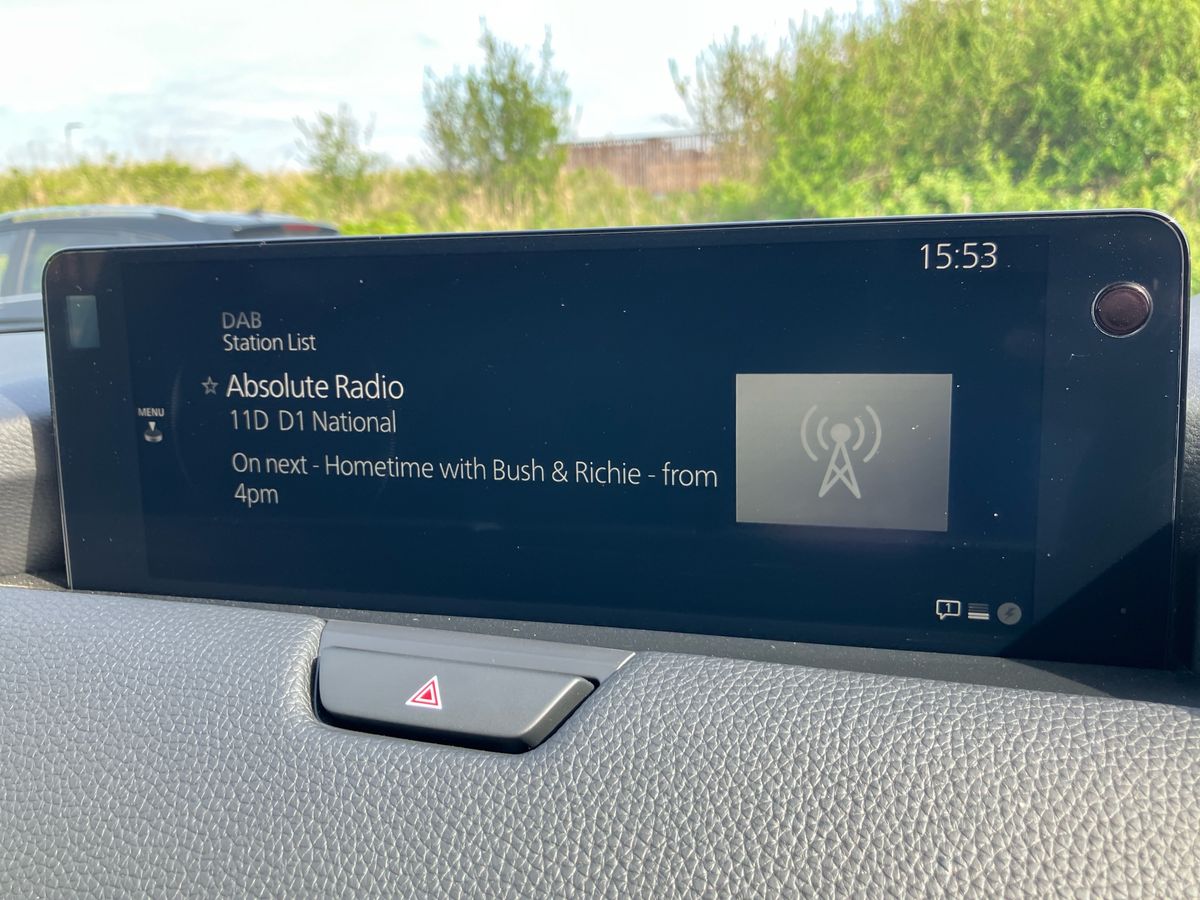 15:53
DAB
Station List
Absolute Radio
11D D1 National
MENU
On next - Hometime with Bush & Richie - from
4pm
1